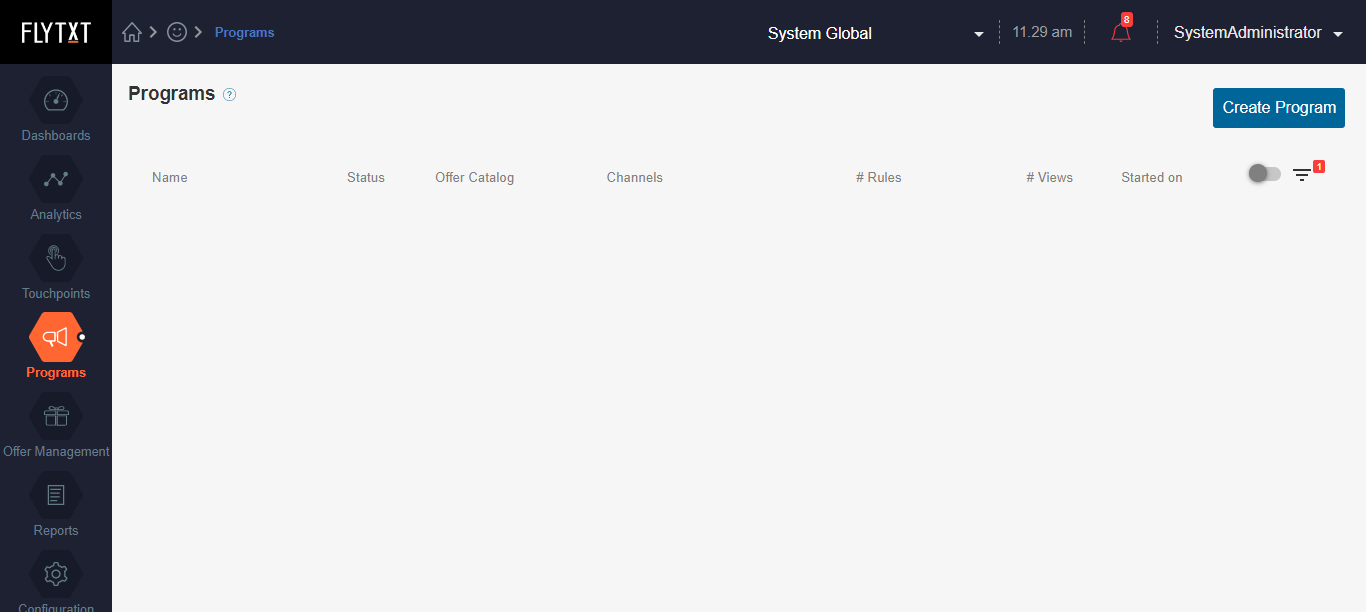 FLYTXT
Programs
System Global
11.29 am
8
SystemAdministrator
Programs ?
Create Program
Name Status Offer Catalog Channels # Rules # Views Started on 1
Dashboards
Analytics
Touchpoints
Programs
Offer Management
Reports
Configuration